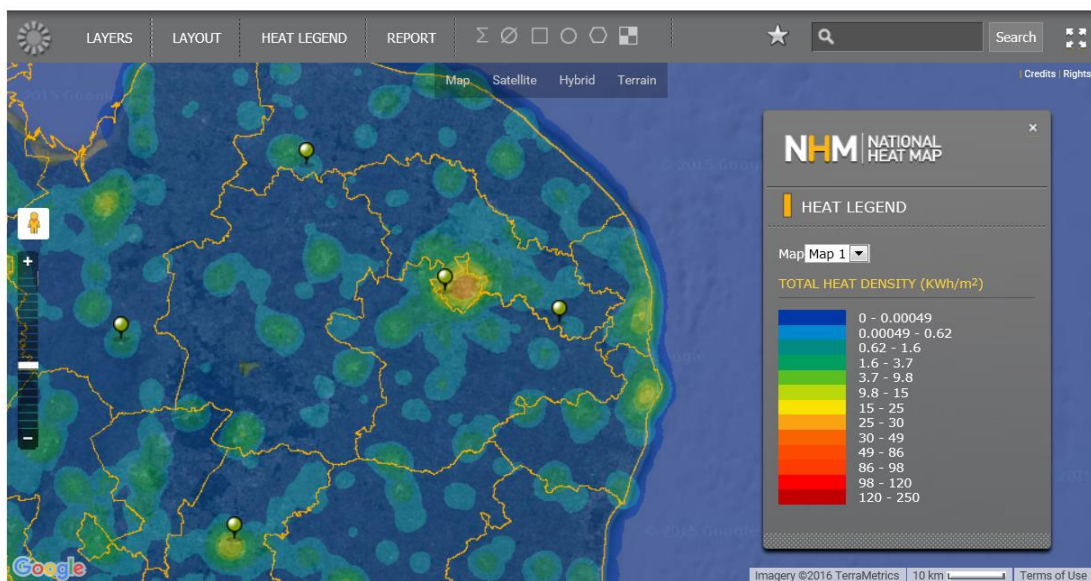 LAYERS LAYOUT HEAT LEGEND REPORT Search
Map Satellite Hybrid Terrain
Credits | Rights
NHM NATIONAL HEAT MAP
×
HEAT LEGEND
Map Map 1
TOTAL HEAT DENSITY (KWh/m²)
0 - 0.00049
0.00049 - 0.62
0.62 - 1.6
1.6 - 3.7
3.7 - 9.8
9.8 - 15
15 - 25
25 - 30
30 - 49
49 - 86
86 - 98
98 - 120
120 - 250
Google
Imagery ©2016 TerraMetrics 10 km Terms of Use